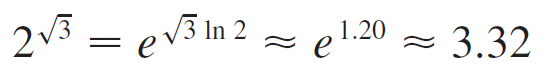 2^{√3} = e^{√3 ln 2} ≈ e^{1.20} ≈ 3.32